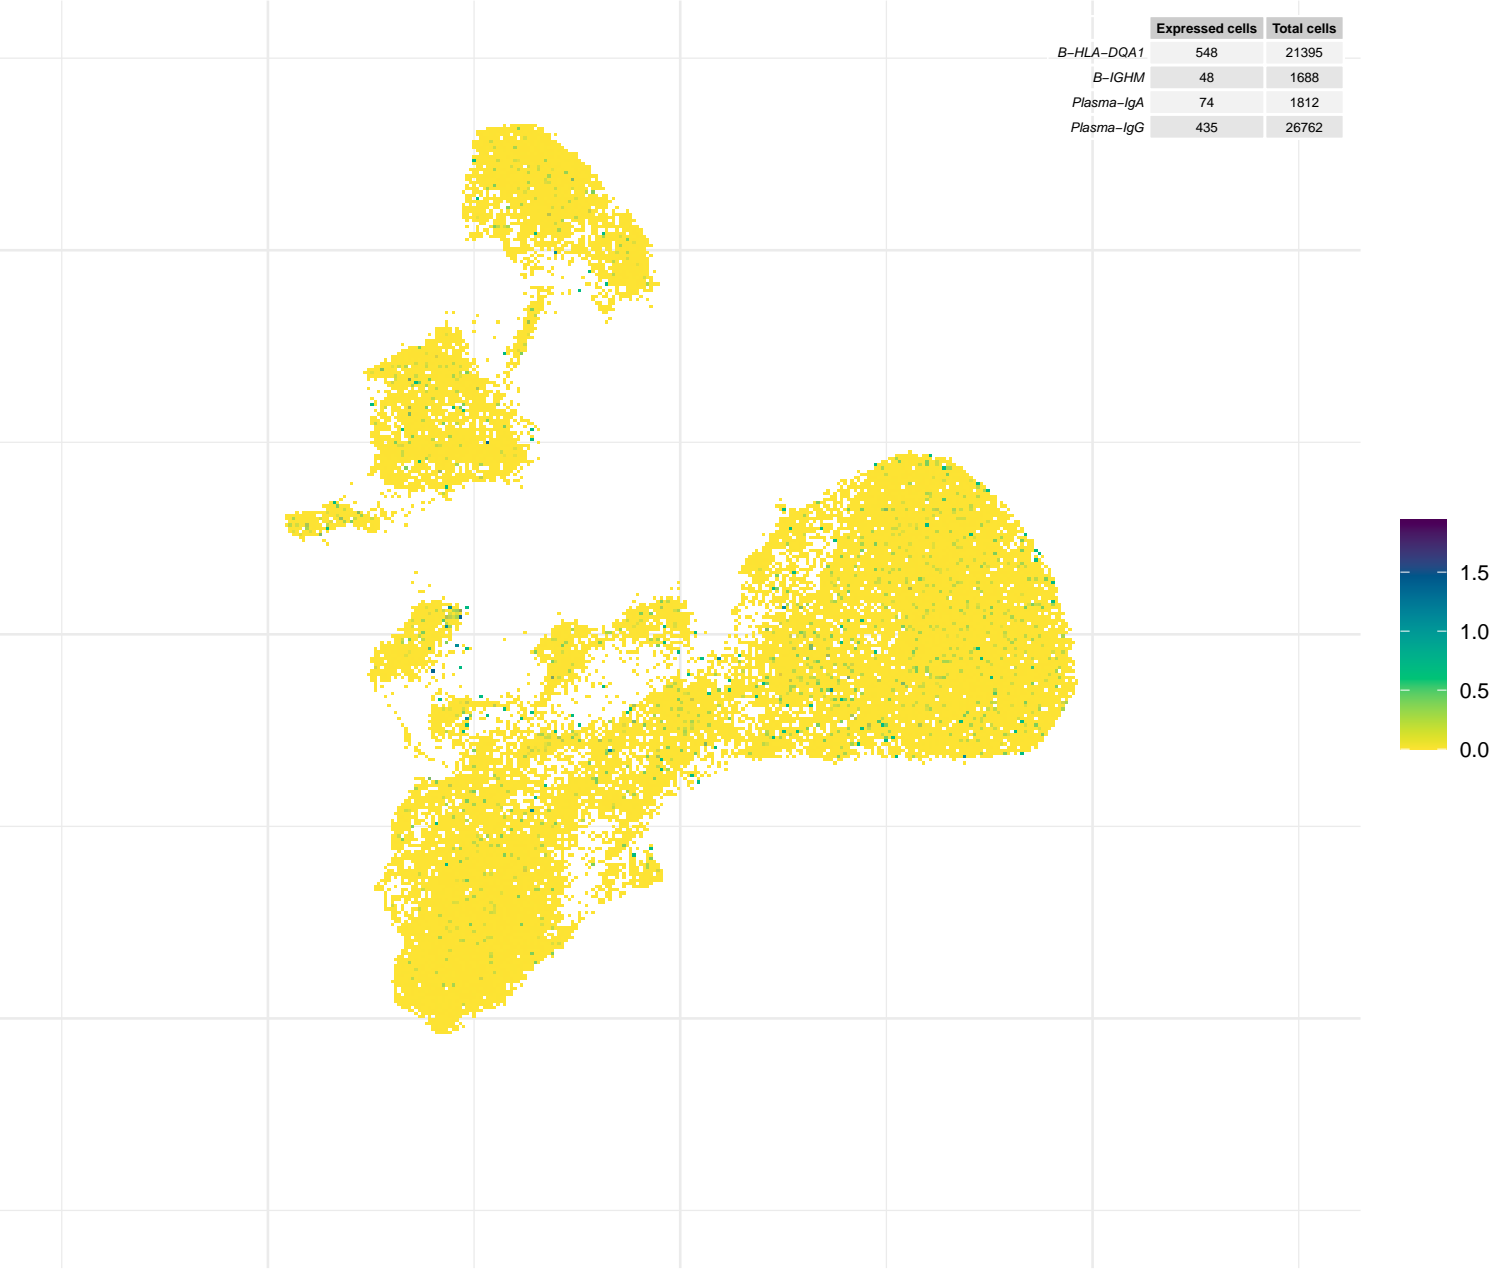 Expressed cells Total cells
B−HLA−DQA1 548 21395
B−IGHM 48 1688
Plasma−IgA 74 1812
Plasma−IgG 435 26762
1.5
1.0
0.5
0.0